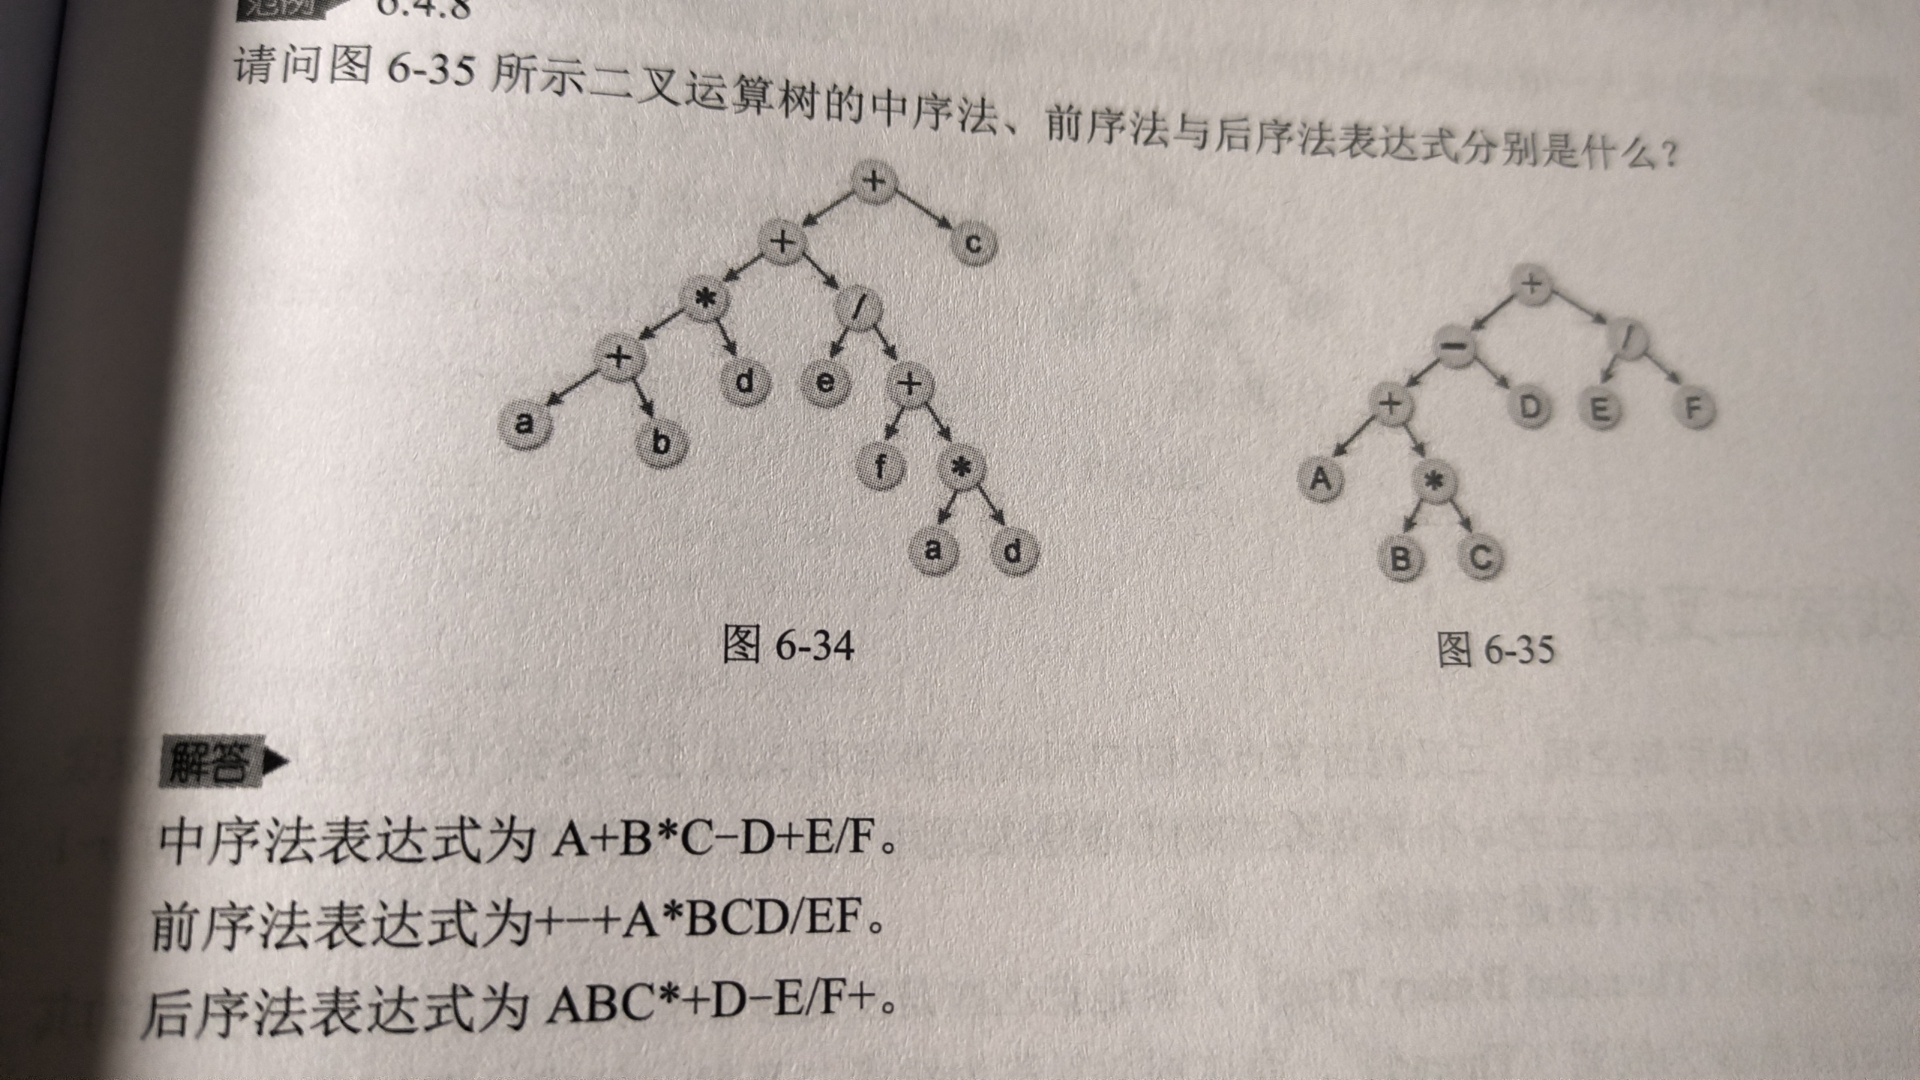 范例 6.4.8
请问图 6-35 所示二叉运算树的中序法、前序法与后序法表达式分别是什么？
+
+ c
* /
+ d e +
a b f *
a d
图 6-34
+
− /
+ D E F
A *
B C
图 6-35
解答
中序法表达式为 A+B*C−D+E/F。
前序法表达式为+−+A*BCD/EF。
后序法表达式为 ABC*+D−E/F+。